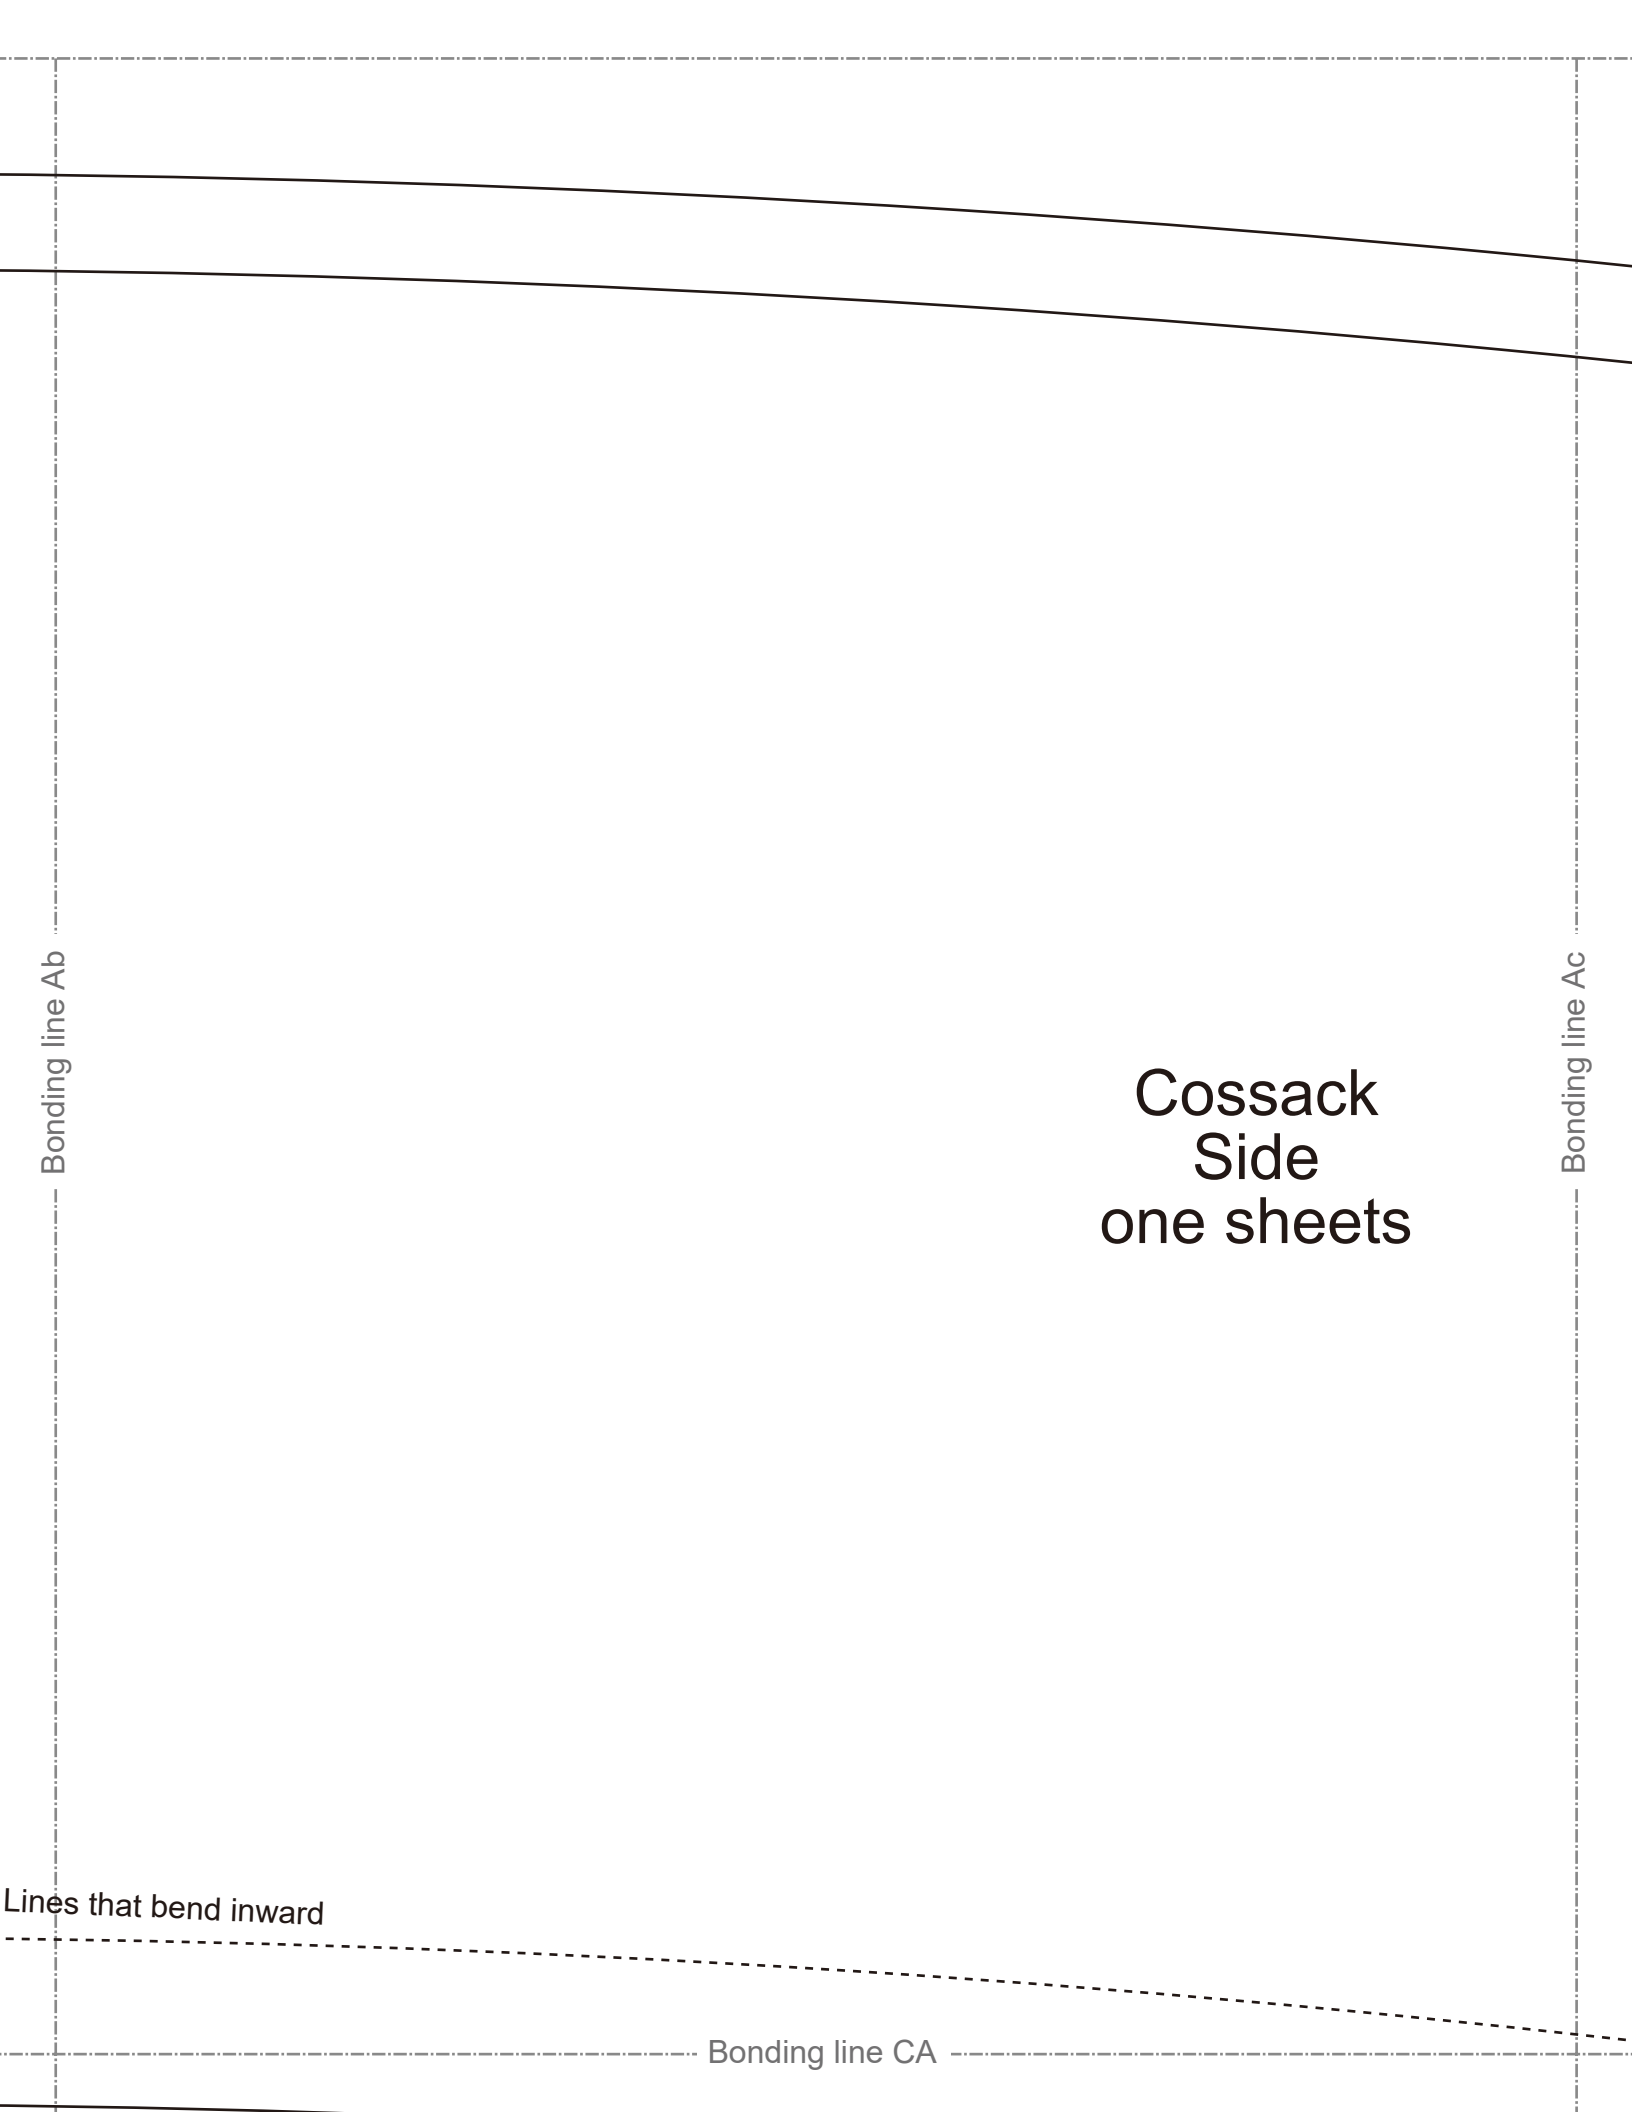 Bonding line Ab
Bonding line Ac
Cossack
Side
one sheets
Lines that bend inward
Bonding line CA